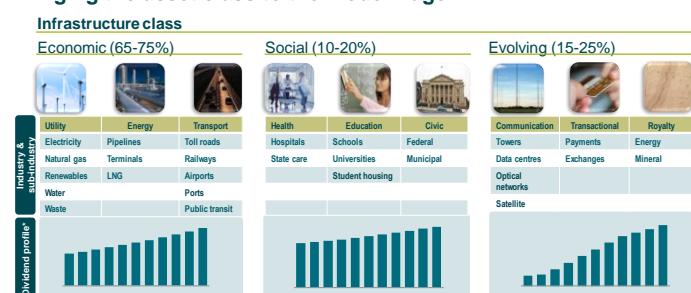 Infrastructure class
Economic (65-75%) Social (10-20%) Evolving (15-25%)
Utility Energy Transport Health Education Civic Communication Transactional Royalty
Electricity Pipelines Toll roads Hospitals Schools Federal Towers Payments Energy
Natural gas Terminals Railways State care Universities Municipal Data centres Exchanges Mineral
Renewables LNG Airports Student housing Optical networks
Water Ports Satellite
Waste Public transit
Industry &
sub-industry
Dividend profile*